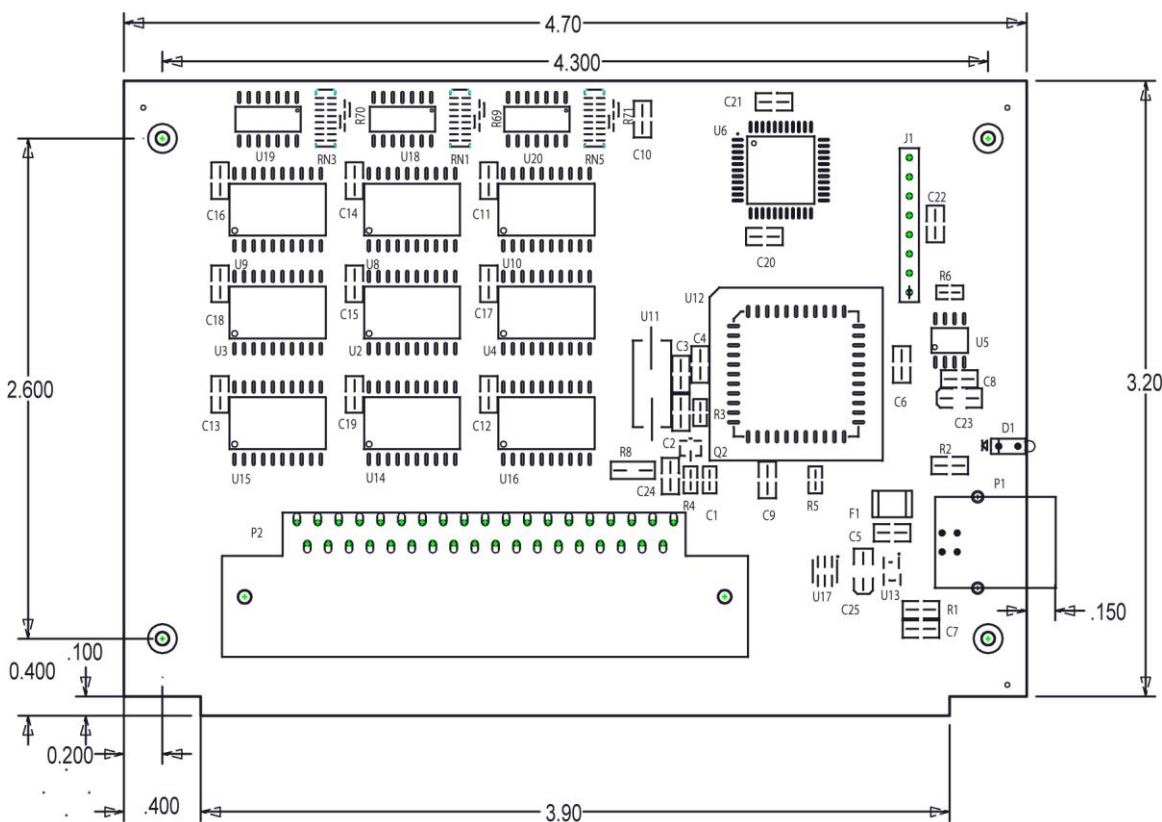 4.70
4.300
C21
U6
J1
U19
RN3
R70
U18
RN1
R69
U20
RN5
R71
C10
C16
C14
C11
C22
C20
2.600
U9
U8
U10
R6
C18
C15
C17
U12
U11
U3
U2
U4
C3
C4
U5
C6
C8
3.20
C13
C19
C12
R3
C23
D1
C2
Q2
R2
U15
U14
U16
R8
C24
R4
C1
C9
R5
P1
F1
P2
C5
U17
C25
U13
R1
C7
.150
.100
0.400
0.200
.400
3.90